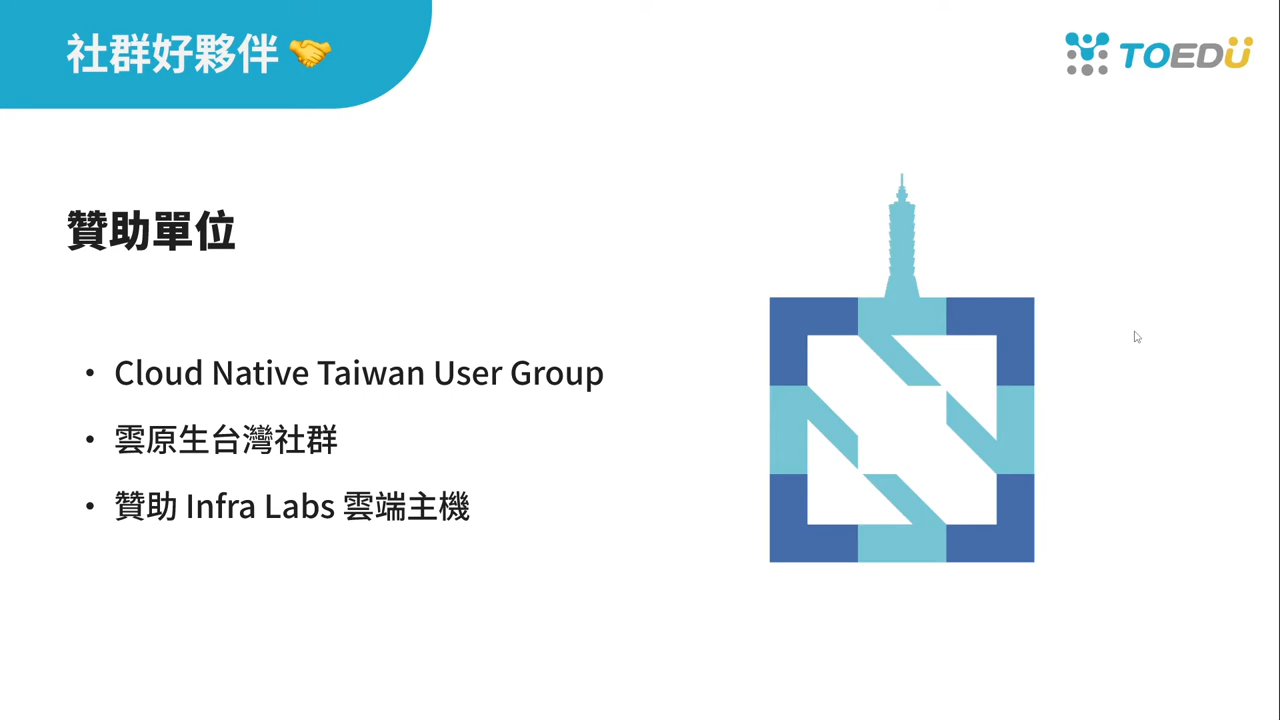 社群好夥伴 🤝
TOEDÜ
贊助單位
• Cloud Native Taiwan User Group
• 雲原生台灣社群
• 贊助 Infra Labs 雲端主機